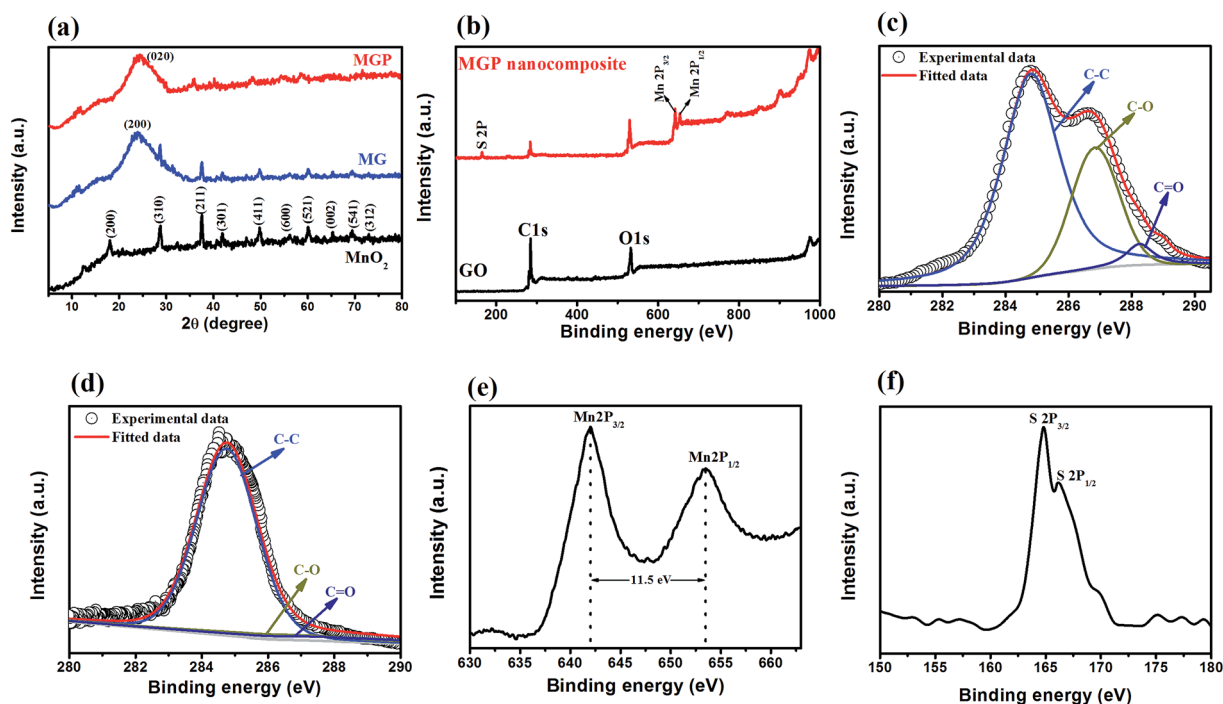 (a)
(020)
MGP
(200)
MG
(200)
(310)
(211)
(301)
(411)
(600)
(521)
(002)
(541)
(312)
MnO2
Intensity (a.u.)
10 20 30 40 50 60 70 80
2θ (degree)
(b)
MGP nanocomposite
Mn 2P3/2
Mn 2P1/2
S 2P
C1s
O1s
GO
Intensity (a.u.)
200 400 600 800 1000
Binding energy (eV)
(c)
Experimental data
Fitted data
C-C
C-O
C=O
Intensity (a.u.)
280 282 284 286 288 290
Binding energy (eV)
(d)
Experimental data
Fitted data
C-C
C-O
C=O
Intensity (a.u.)
280 282 284 286 288 290
Binding energy (eV)
(e)
Mn2P3/2
Mn2P1/2
11.5 eV
Intensity (a.u.)
630 635 640 645 650 655 660
Binding energy (eV)
(f)
S 2P3/2
S 2P1/2
Intensity (a.u.)
150 155 160 165 170 175 180
Binding energy (eV)